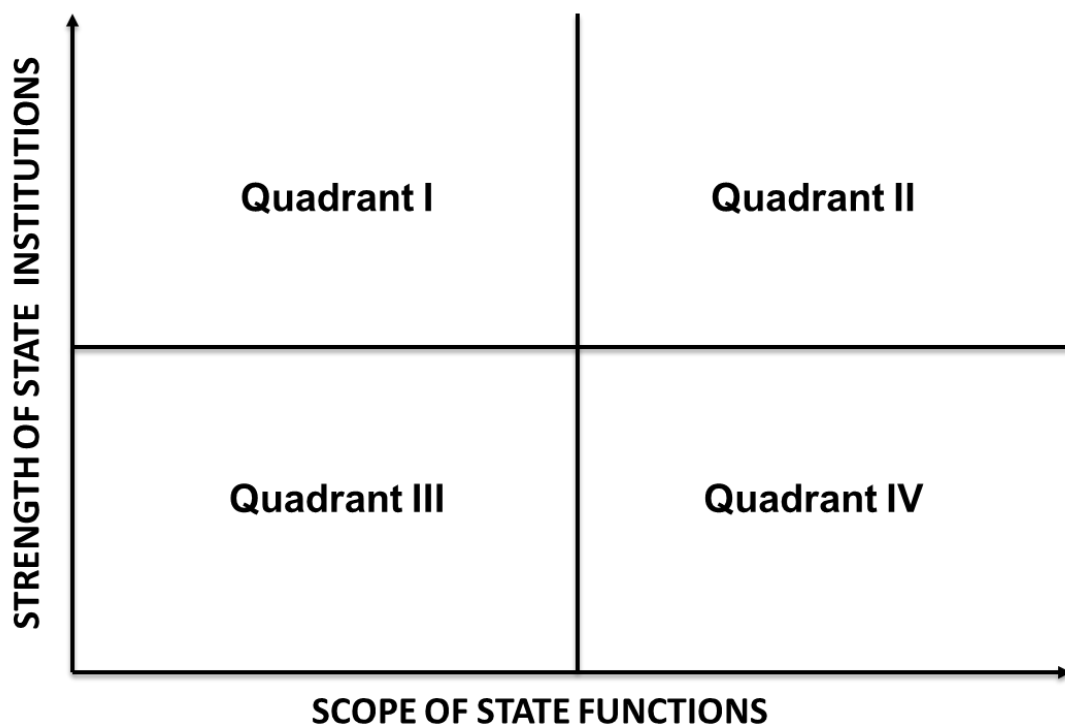 STRENGTH OF STATE INSTITUTIONS
Quadrant I
Quadrant II
Quadrant III
Quadrant IV
SCOPE OF STATE FUNCTIONS